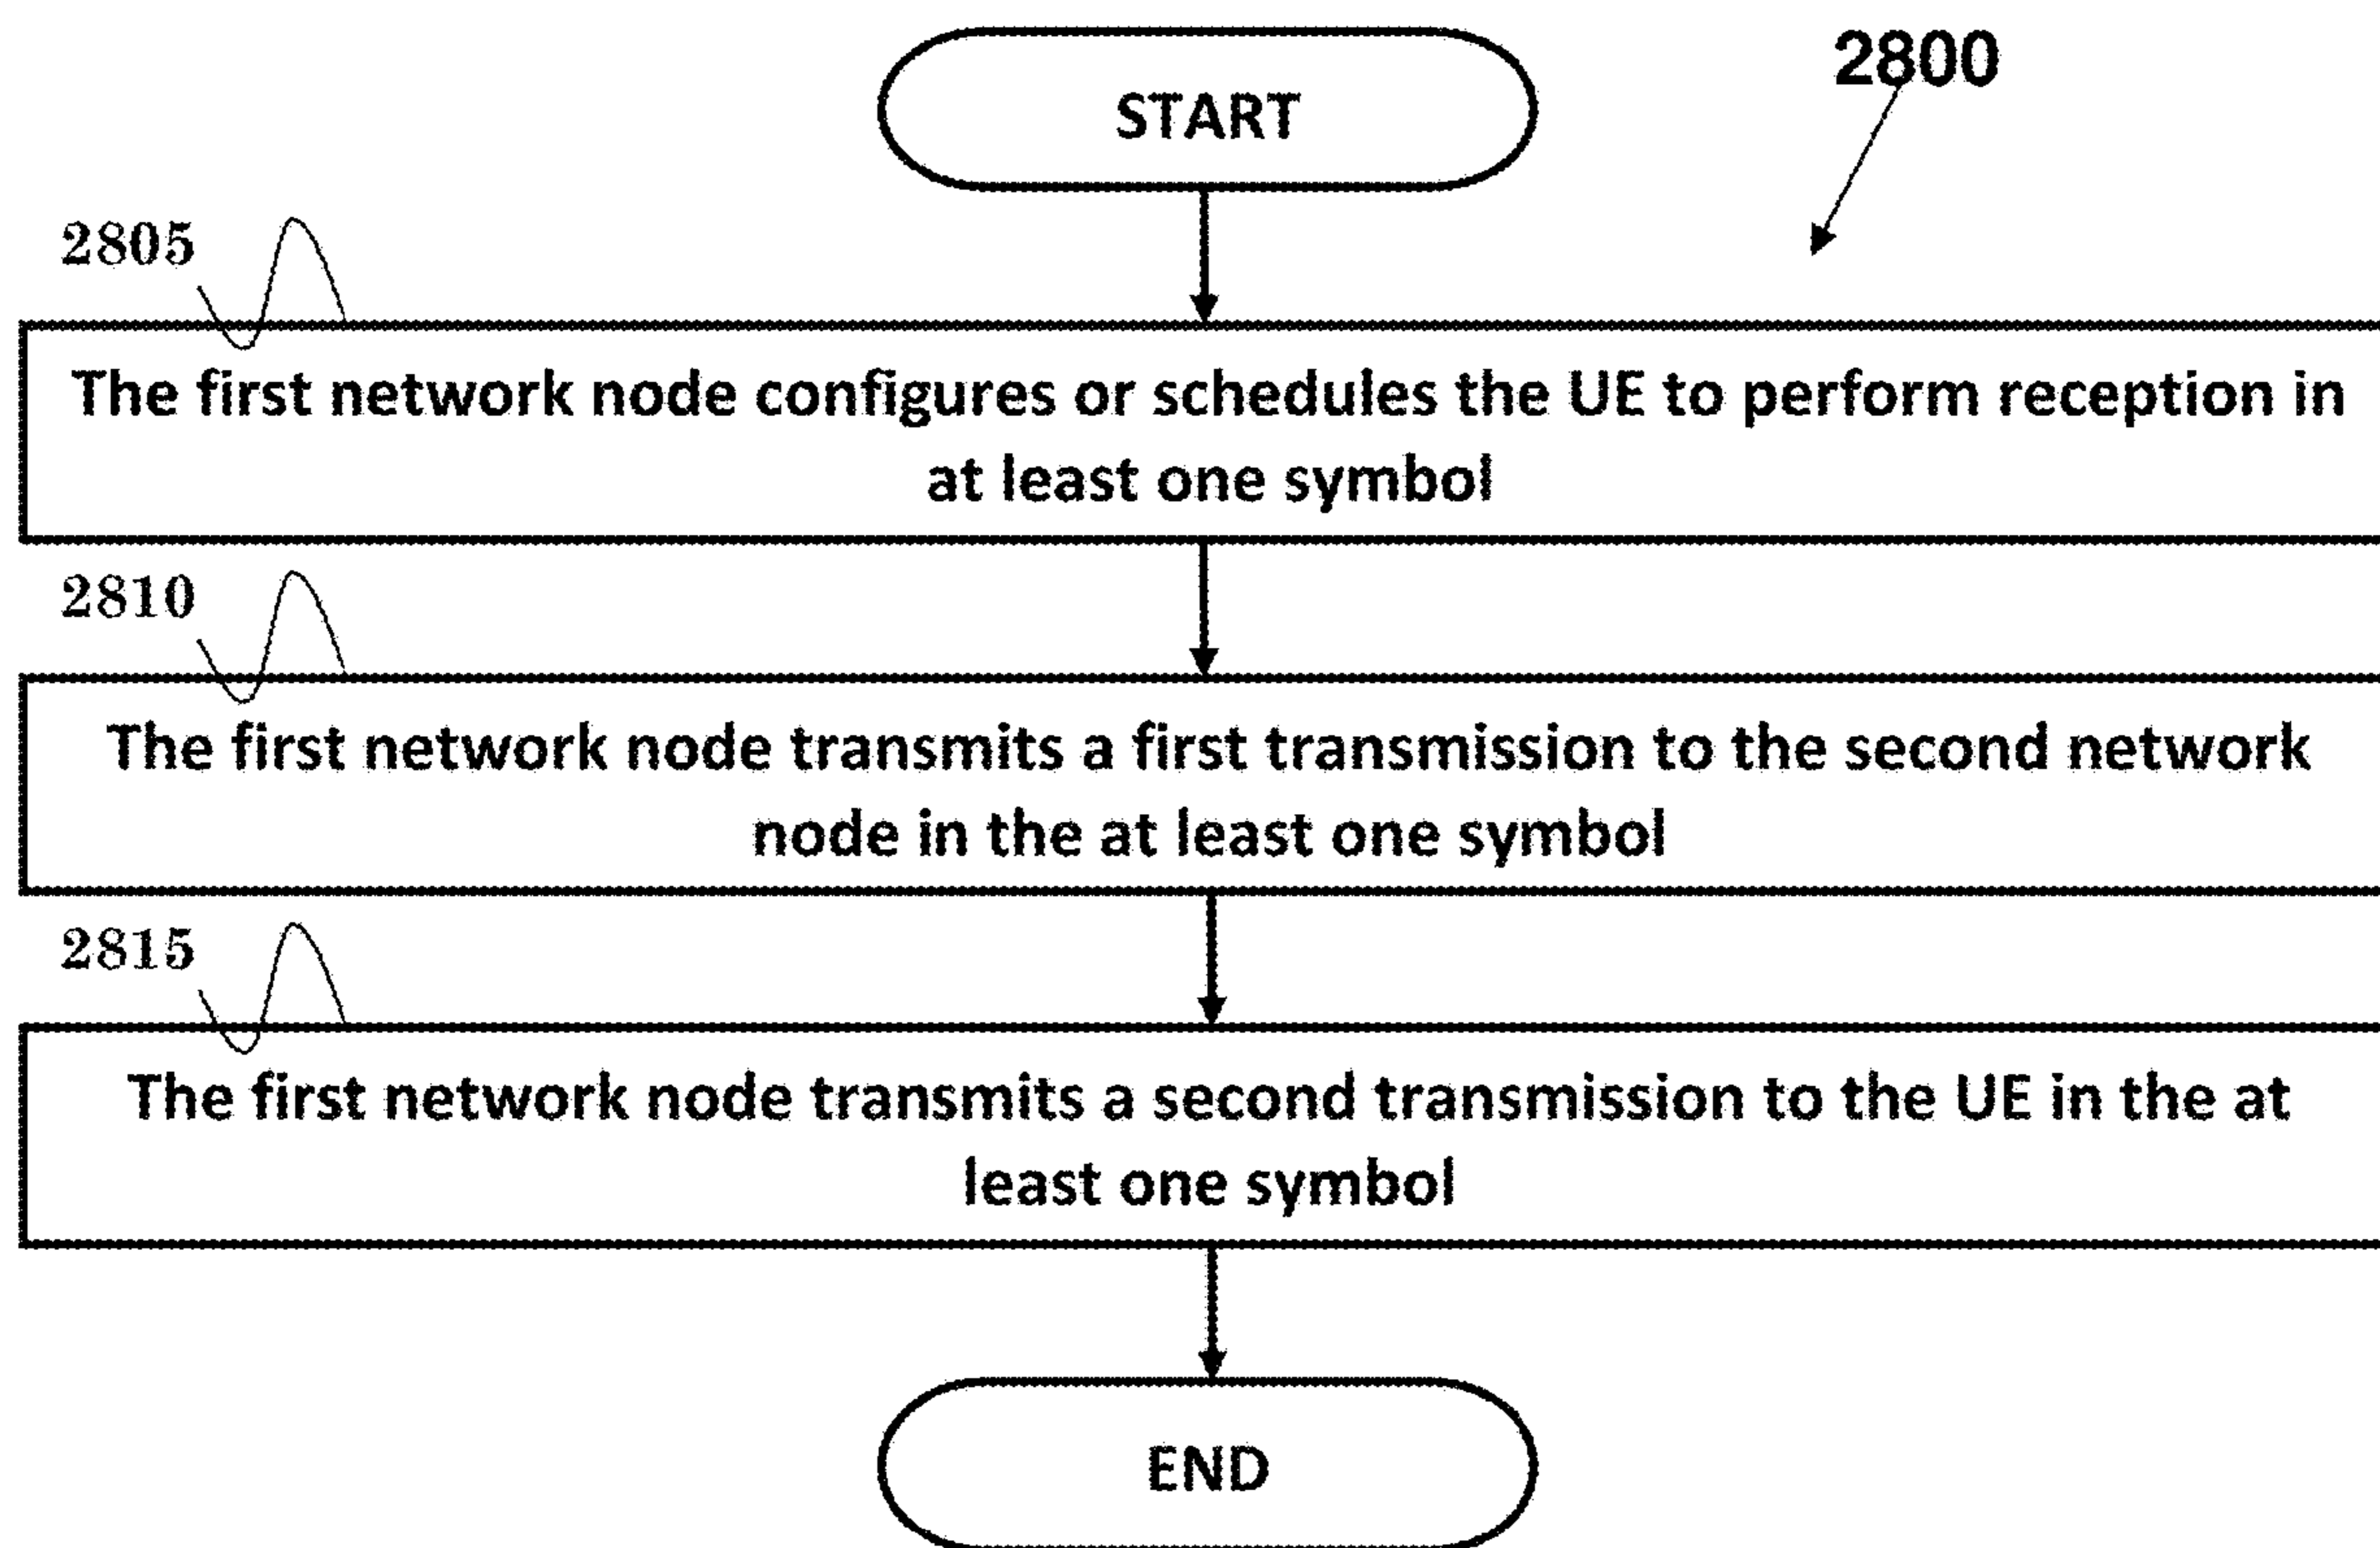 START
2800
2805
The first network node configures or schedules the UE to perform reception in
at least one symbol
2810
The first network node transmits a first transmission to the second network
node in the at least one symbol
2815
The first network node transmits a second transmission to the UE in the at
least one symbol
END